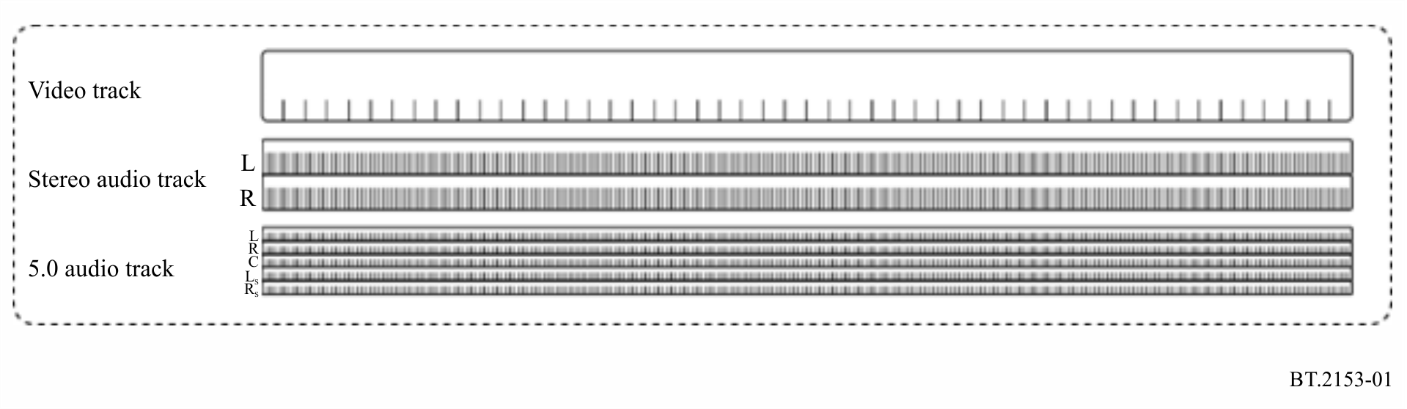 Video track
Stereo audio track
L
R
5.0 audio track
L
R
C
Ls
Rs
BT.2153-01